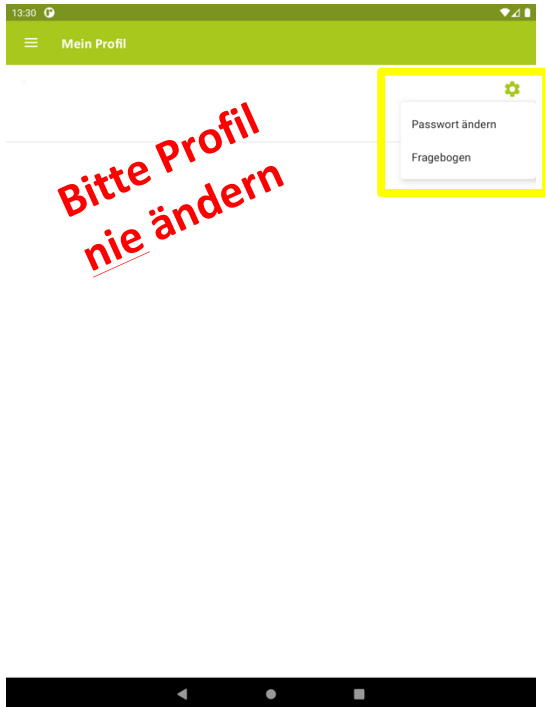 13:30
Mein Profil
Passwort ändern
Fragebogen
Bitte Profil
nie ändern